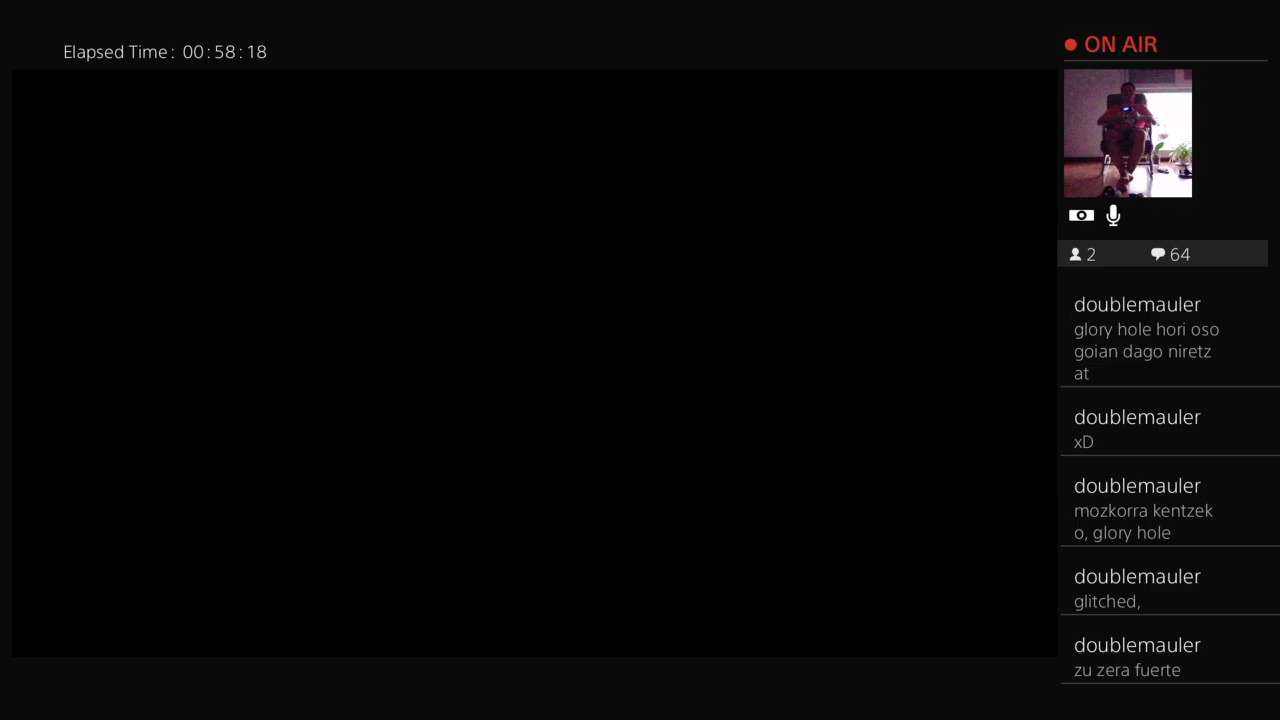 Elapsed Time: 00:58:18
ON AIR
2 64
doublemauler
glory hole hori oso
goian dago niretz
at
doublemauler
xD
doublemauler
mozkorra kentzek
o, glory hole
doublemauler
glitched,
doublemauler
zu zera fuerte